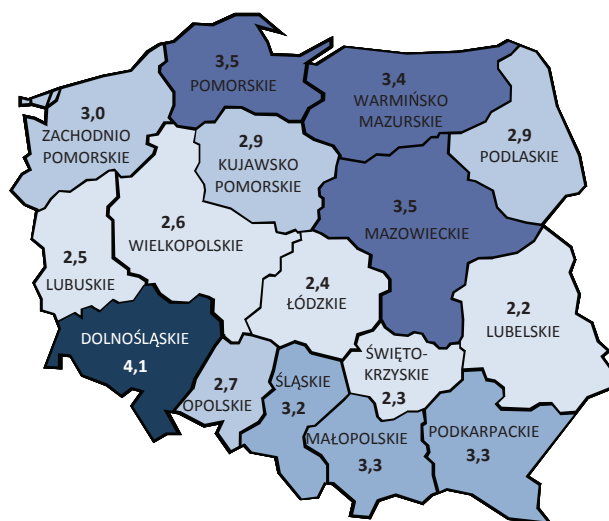 3,5
POMORSKIE
3,4
WARMIŃSKO
MAZURSKIE
3,0
ZACHODNIO
POMORSKIE
2,9
KUJAWSKO
POMORSKIE
2,9
PODLASKIE
2,6
WIELKOPOLSKIE
3,5
MAZOWIECKIE
2,5
LUBUSKIE
2,4
ŁÓDZKIE
2,2
LUBELSKIE
DOLNOŚLĄSKIE
4,1
ŚWIĘTO-
KRZYSKIE
2,3
2,7
OPOLSKIE
ŚLĄSKIE
3,2
MAŁOPOLSKIE
3,3
PODKARPACKIE
3,3